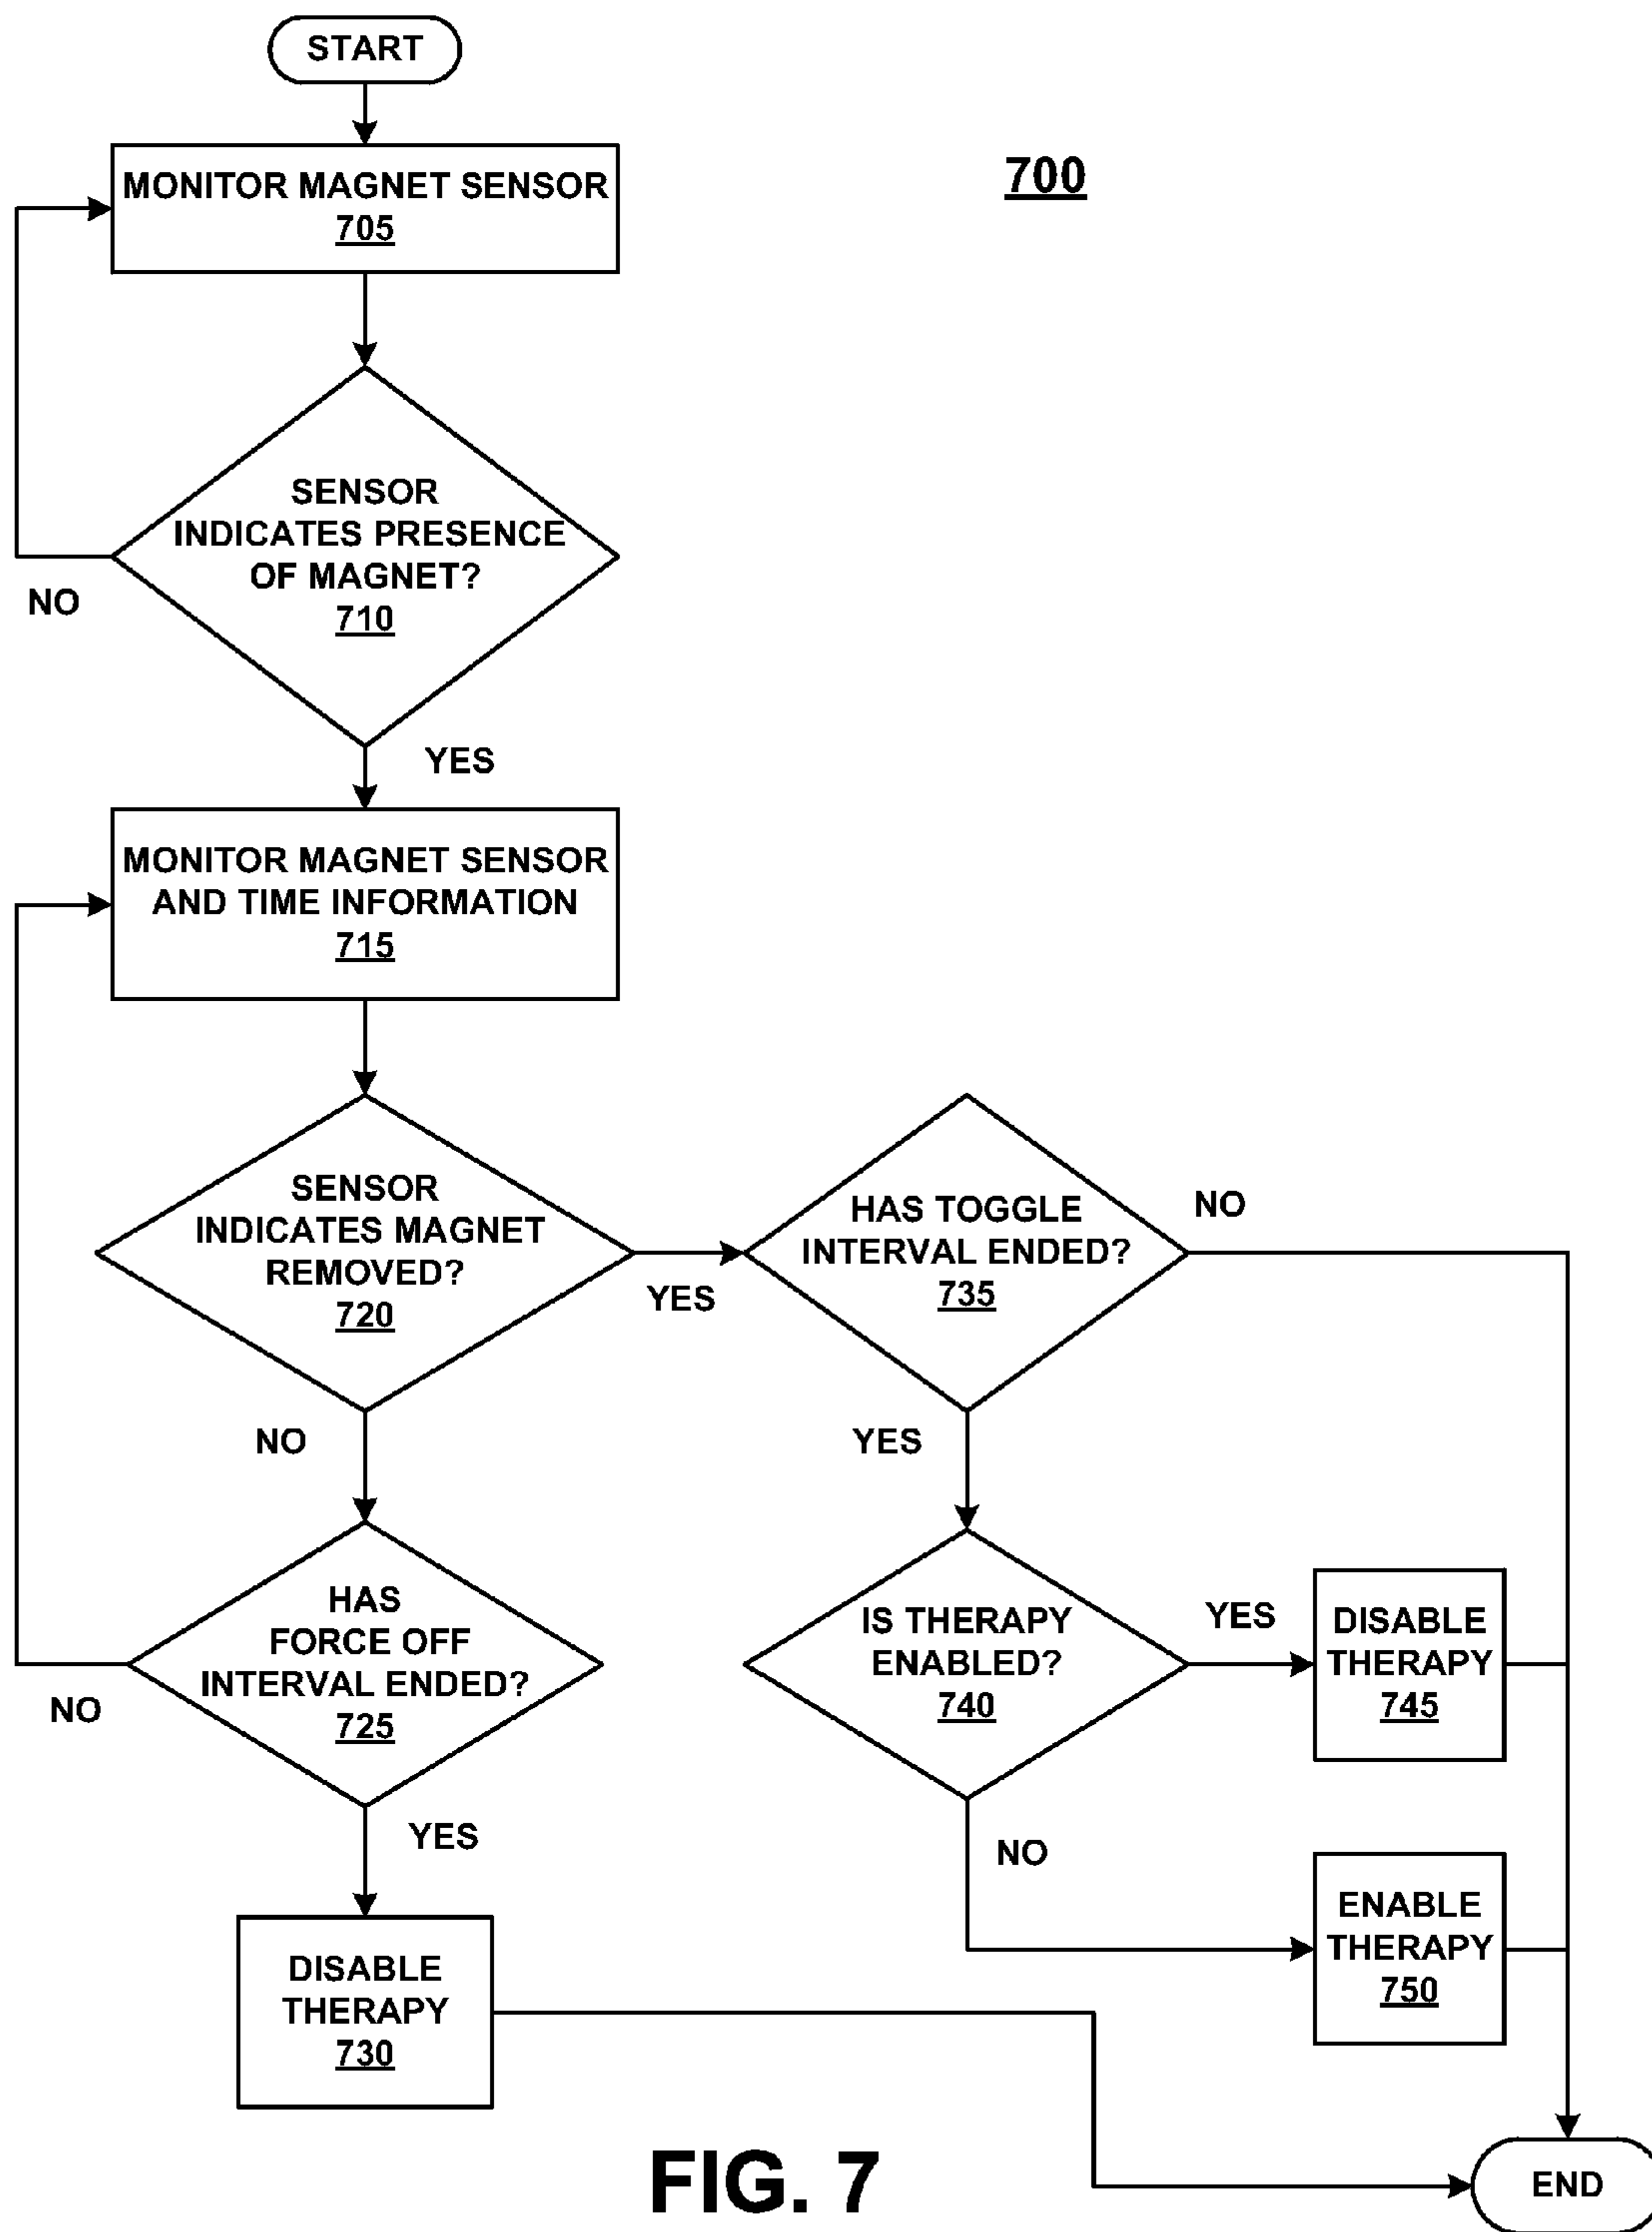 START
MONITOR MAGNET SENSOR
705
700
SENSOR
INDICATES PRESENCE
OF MAGNET?
710
NO
YES
MONITOR MAGNET SENSOR
AND TIME INFORMATION
715
SENSOR
INDICATES MAGNET
REMOVED?
720
YES
NO
HAS TOGGLE
INTERVAL ENDED?
735
NO
YES
HAS
FORCE OFF
INTERVAL ENDED?
725
NO
YES
IS THERAPY
ENABLED?
740
YES
NO
DISABLE
THERAPY
745
ENABLE
THERAPY
750
DISABLE
THERAPY
730
END
FIG. 7